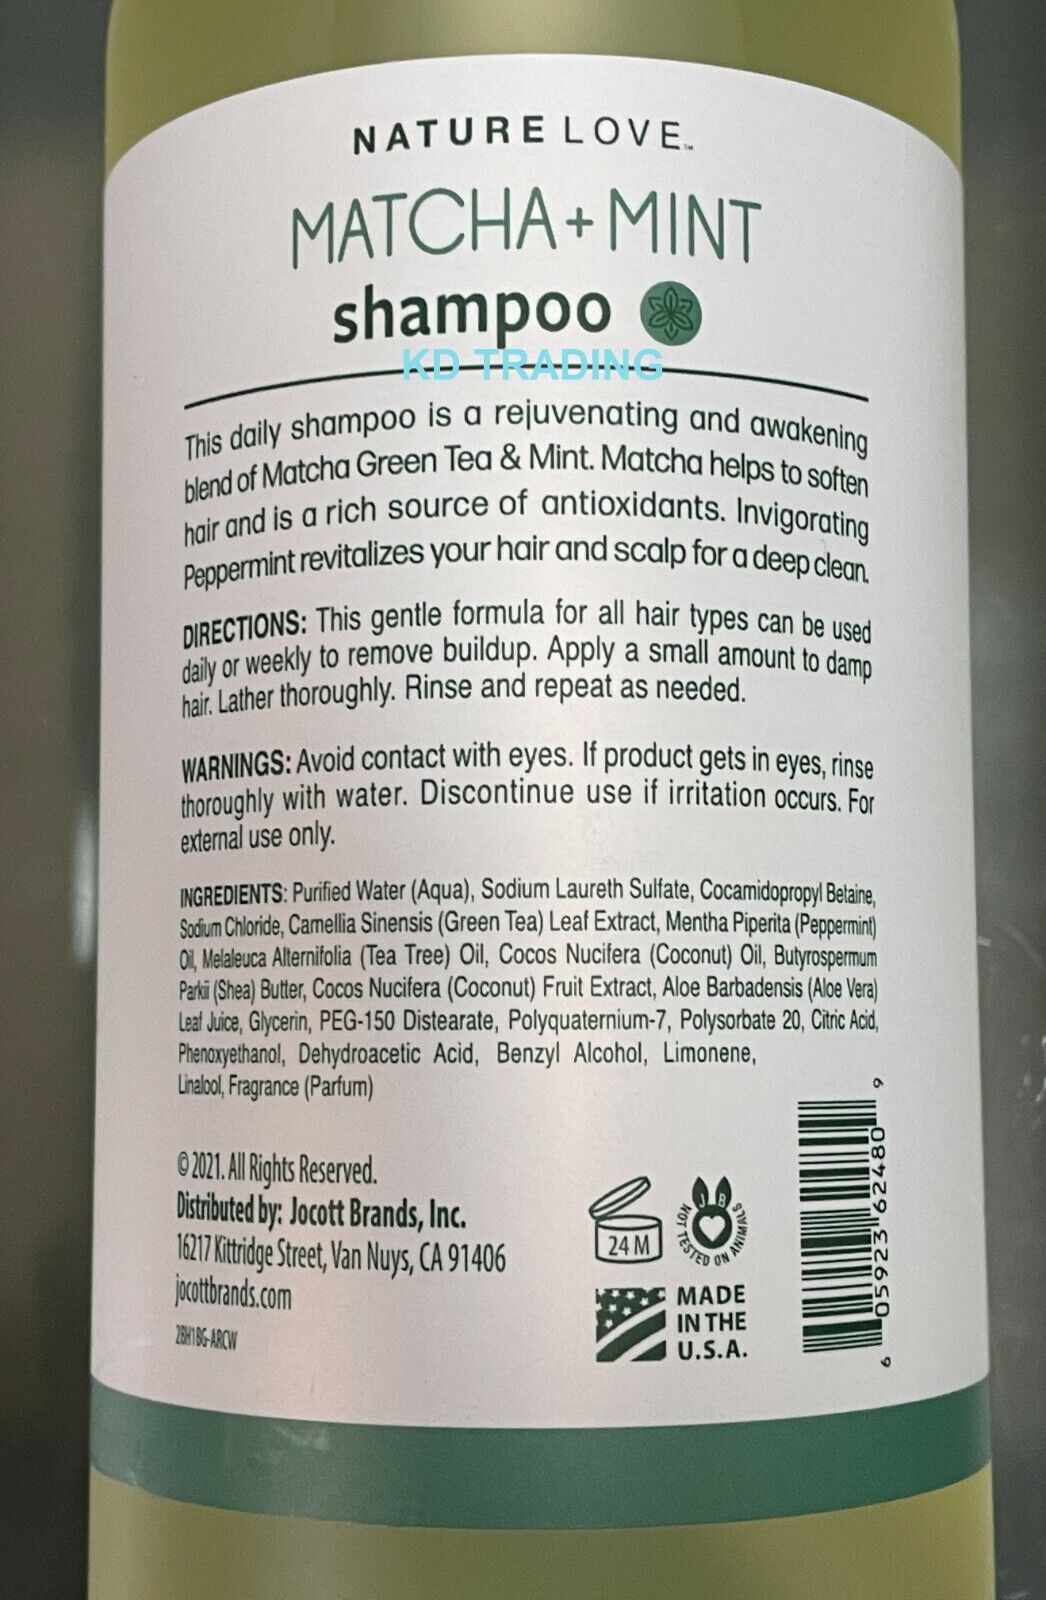 NATURE LOVE™
MATCHA + MINT
shampoo
KD TRADING
This daily shampoo is a rejuvenating and awakening
blend of Matcha Green Tea & Mint. Matcha helps to soften
hair and is a rich source of antioxidants. Invigorating
Peppermint revitalizes your hair and scalp for a deep clean.
DIRECTIONS: This gentle formula for all hair types can be used
daily or weekly to remove buildup. Apply a small amount to damp
hair. Lather thoroughly. Rinse and repeat as needed.
WARNINGS: Avoid contact with eyes. If product gets in eyes, rinse
thoroughly with water. Discontinue use if irritation occurs. For
external use only.
INGREDIENTS: Purified Water (Aqua), Sodium Laureth Sulfate, Cocamidopropyl Betaine,
Sodium Chloride, Camellia Sinensis (Green Tea) Leaf Extract, Mentha Piperita (Peppermint)
Oil, Melaleuca Alternifolia (Tea Tree) Oil, Cocos Nucifera (Coconut) Oil, Butyrospermum
Parkii (Shea) Butter, Cocos Nucifera (Coconut) Fruit Extract, Aloe Barbadensis (Aloe Vera)
Leaf Juice, Glycerin, PEG-150 Distearate, Polyquaternium-7, Polysorbate 20, Citric Acid,
Phenoxyethanol, Dehydroacetic Acid, Benzyl Alcohol, Limonene,
Linalool, Fragrance (Parfum)
© 2021. All Rights Reserved.
Distributed by: Jocott Brands, Inc.
16217 Kittridge Street, Van Nuys, CA 91406
jocottbrands.com
2BH18G-ARCW
24 M
J B
NOT TESTED ON ANIMALS
MADE
IN THE
U.S.A.
6 05923 62480 9